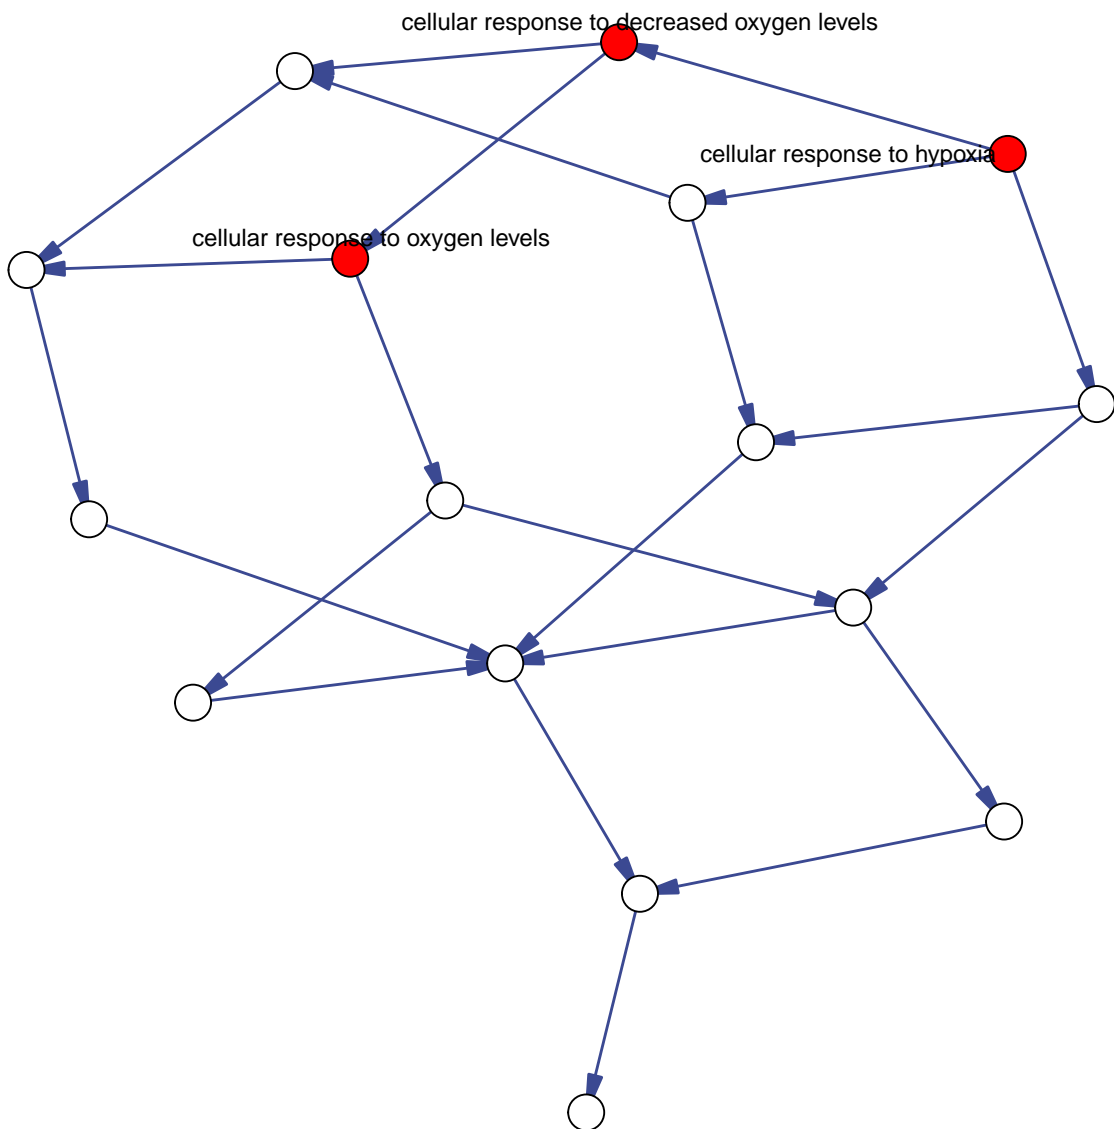 cellular response to decreased oxygen levels
cellular response to hypoxia
cellular response to oxygen levels